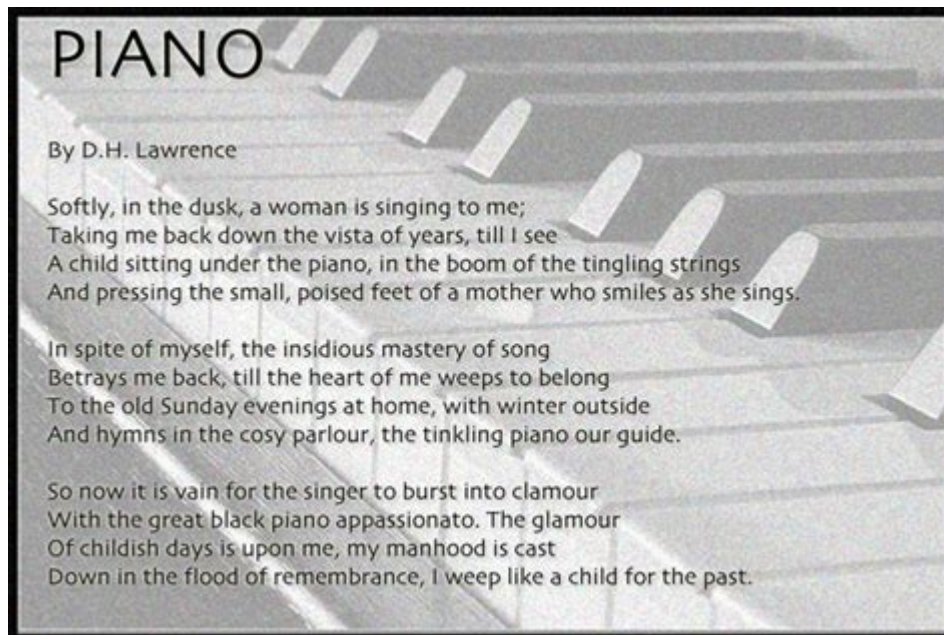 PIANO
By D.H. Lawrence
Softly, in the dusk, a woman is singing to me;
Taking me back down the vista of years, till I see
A child sitting under the piano, in the boom of the tingling strings
And pressing the small, poised feet of a mother who smiles as she sings.
In spite of myself, the insidious mastery of song
Betrays me back, till the heart of me weeps to belong
To the old Sunday evenings at home, with winter outside
And hymns in the cosy parlour, the tinkling piano our guide.
So now it is vain for the singer to burst into clamour
With the great black piano appassionato. The glamour
Of childish days is upon me, my manhood is cast
Down in the flood of remembrance, I weep like a child for the past.